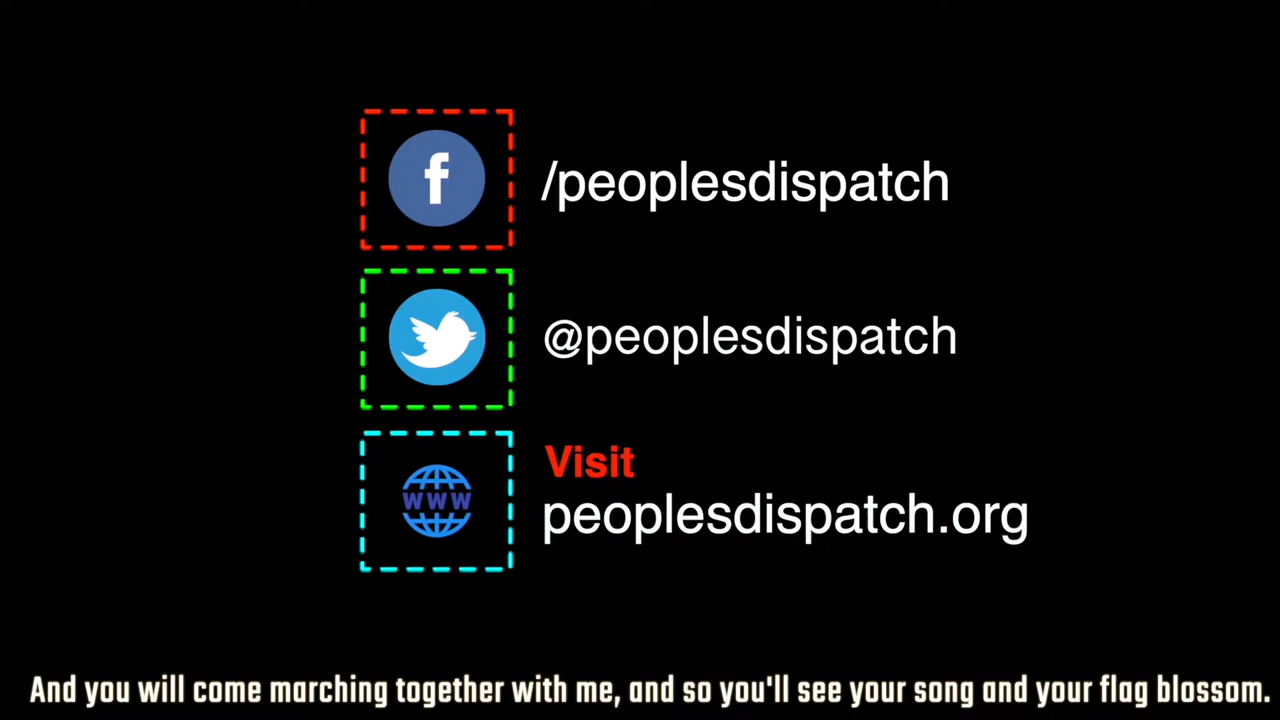 f
/peoplesdispatch
@peoplesdispatch
Visit
WWW
peoplesdispatch.org
And you will come marching together with me, and so you'll see your song and your flag blossom.